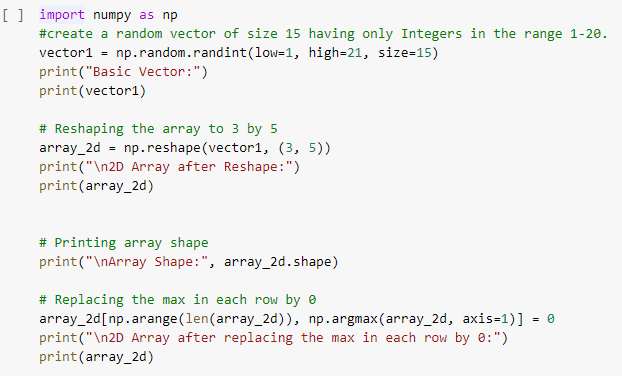 [ ] import numpy as np
#create a random vector of size 15 having only Integers in the range 1-20.
vector1 = np.random.randint(low=1, high=21, size=15)
print("Basic Vector:")
print(vector1)

# Reshaping the array to 3 by 5
array_2d = np.reshape(vector1, (3, 5))
print("\n2D Array after Reshape:")
print(array_2d)

# Printing array shape
print("\nArray Shape:", array_2d.shape)

# Replacing the max in each row by 0
array_2d[np.arange(len(array_2d)), np.argmax(array_2d, axis=1)] = 0
print("\n2D Array after replacing the max in each row by 0:")
print(array_2d)